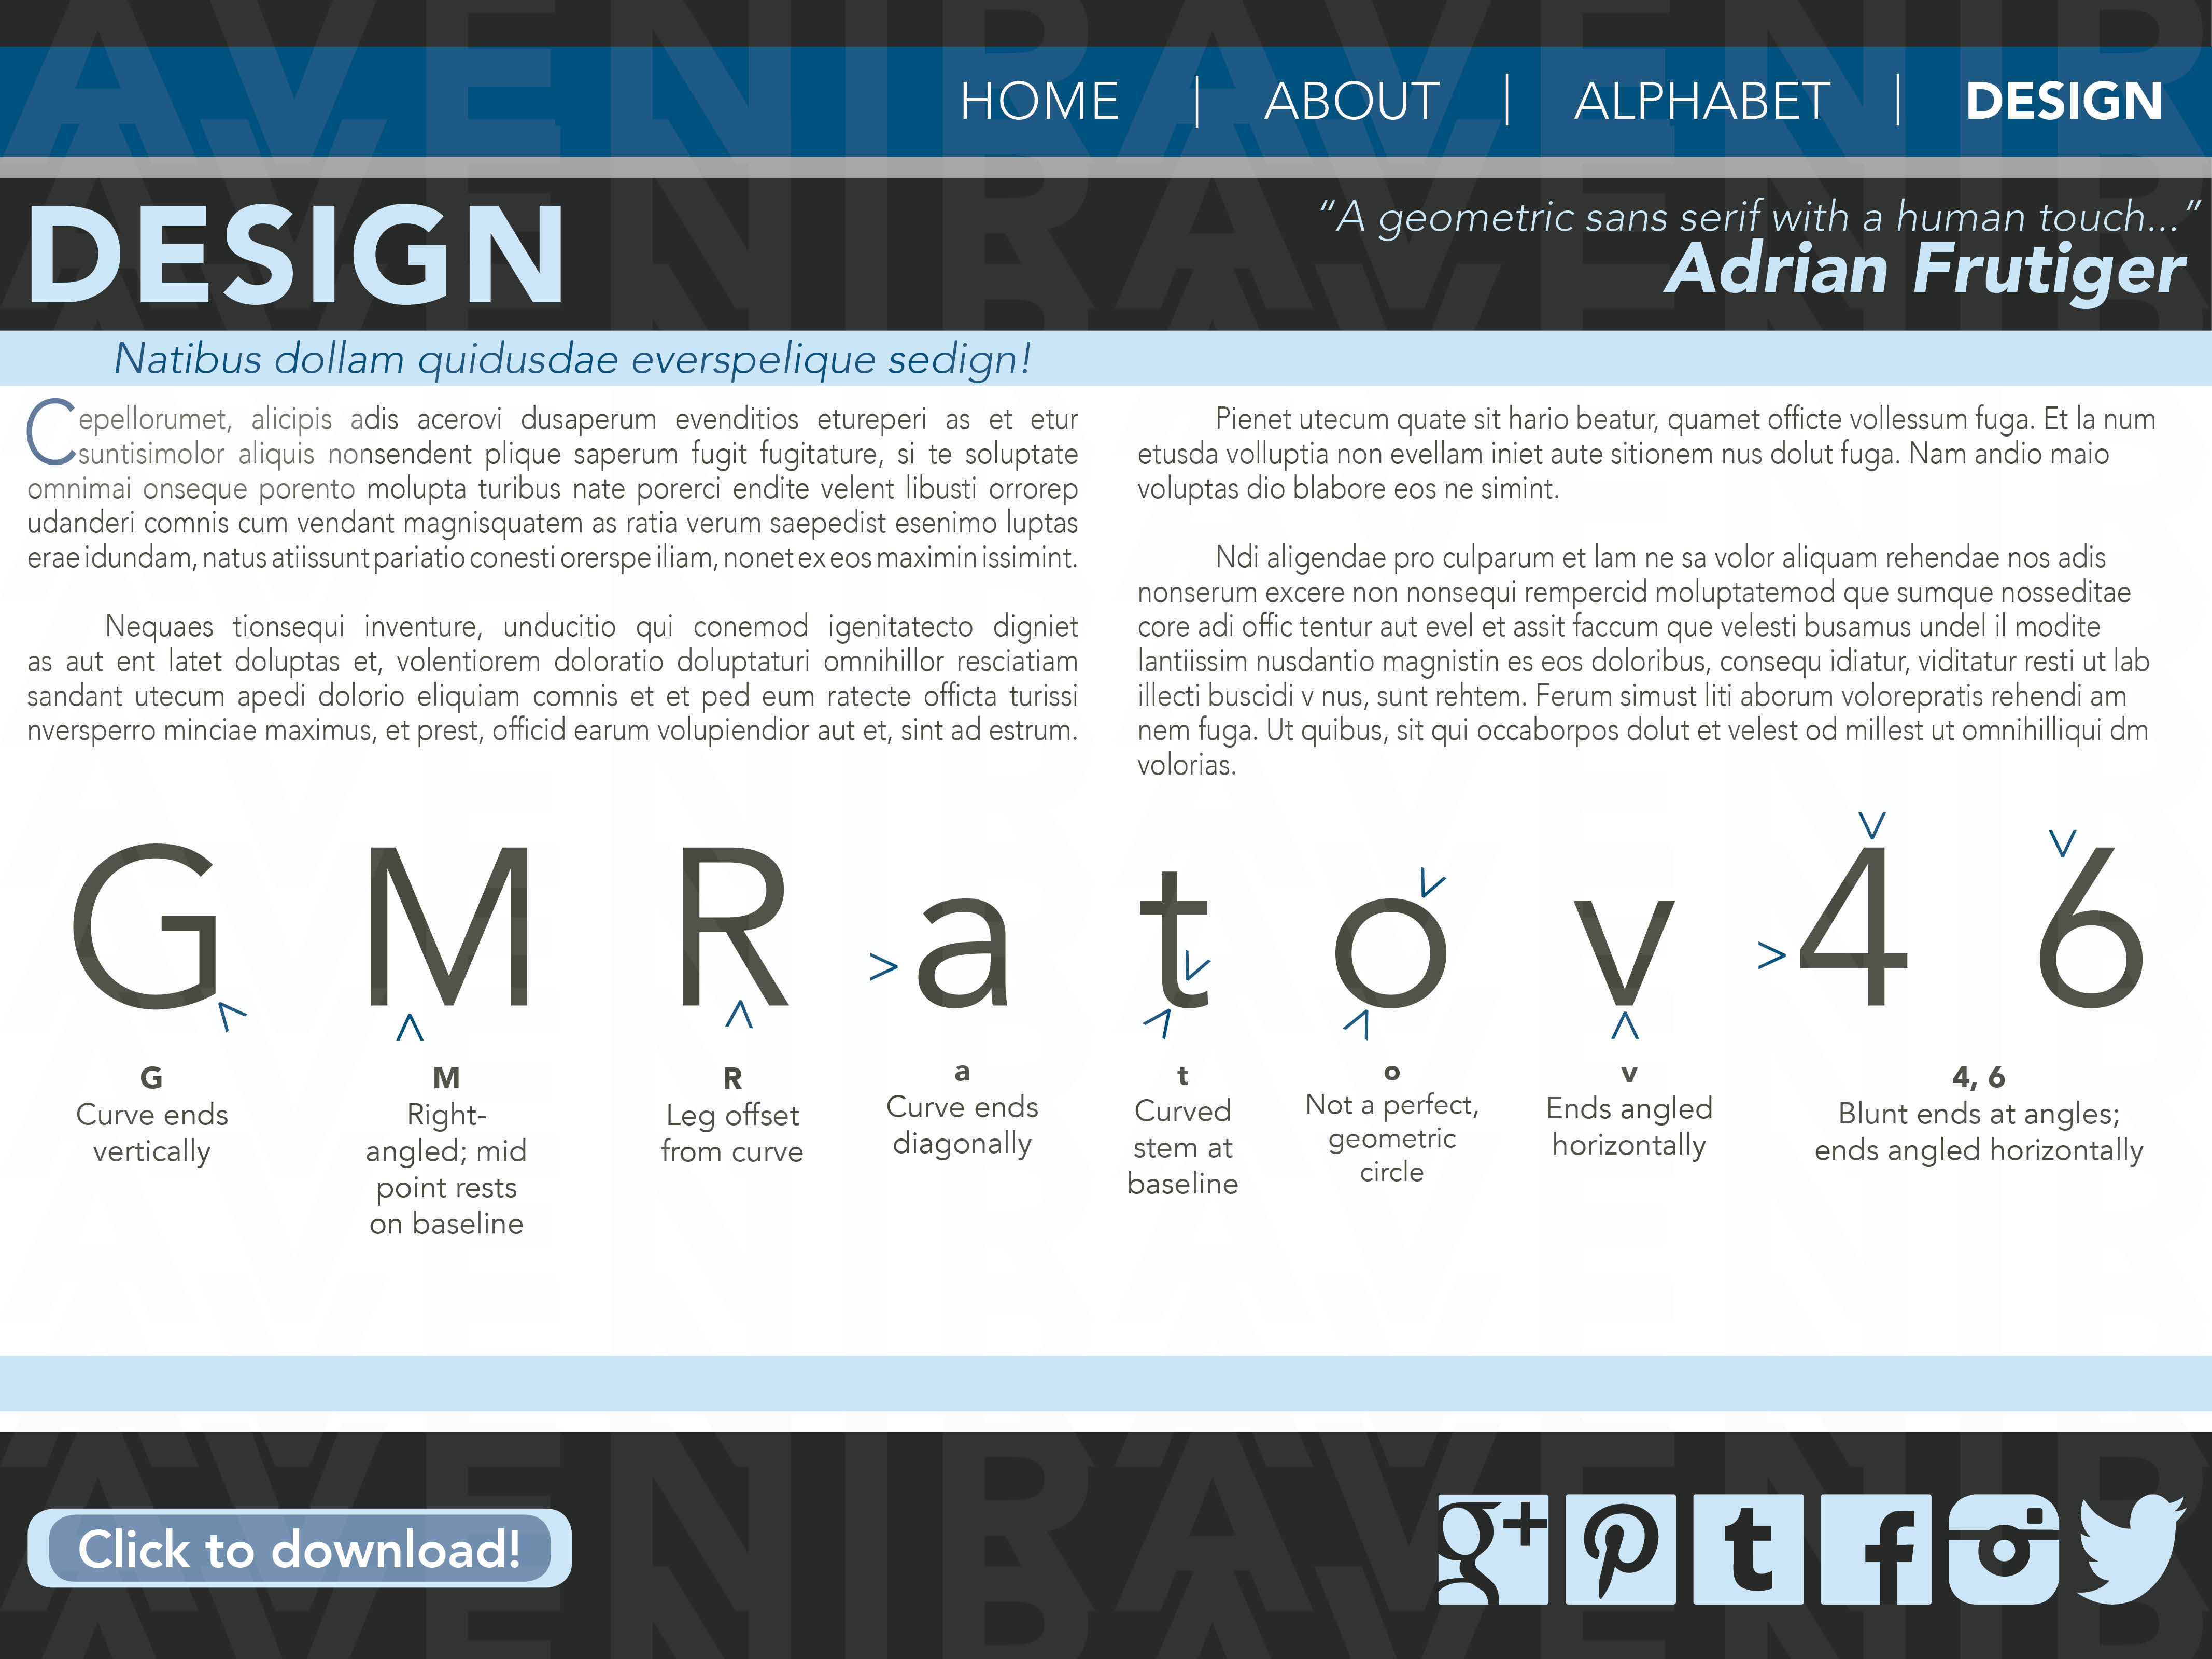 HOME | ABOUT | ALPHABET | DESIGN
DESIGN
“A geometric sans serif with a human touch...”
Adrian Frutiger
Natibus dollam quidusdae everspelique sedign!
Cepellorumet, alicipis adis acerovi dusaperum evenditios etureperi as et etur
suntisimolor aliquis nonsendent plique saperum fugit fugitature, si te soluptate
omnimai onseque porento molupta turibus nate porerci endite velent libusti orrorep
udanderi comnis cum vendant magnisquatem as ratia verum saepedist esenimo luptas
erae idundam, natus atiissunt pariatio conesti orerspe iliam, nonet ex eos maximin issimint.
Nequaes tionsequi inventure, unducitio qui conemod igenitatecto digniet
as aut ent latet doluptas et, volentiorem doloratio doluptaturi omnihillor resciatiam
sandant utecum apedi dolorio eliquiam comnis et et ped eum ratecte officta turissi
nversperro minciae maximus, et prest, officid earum volupiendior aut et, sint ad estrum.
Pienet utecum quate sit hario beatur, quamet officte vollessum fuga. Et la num
etusda volluptia non evellam iniet aute sitionem nus dolut fuga. Nam andio maio
voluptas dio blabore eos ne simint.
Ndi aligendae pro culparum et lam ne sa volor aliquam rehendae nos adis
nonserum excere non nonsequi rempercid moluptatemod que sumque nosseditae
core adi offic tentur aut evel et assit faccum que velesti busamus undel il modite
lantiissim nusdantio magnistin es eos doloribus, consequ idiatur, viditatur resti ut lab
illecti buscidi v nus, sunt rehtem. Ferum simust liti aborum volorepratis rehendi am
nem fuga. Ut quibus, sit qui occaborpos dolut et velest od millest ut omnihilliqui dm
volorias.
G M R a t o v 4 6
G
Curve ends
vertically
M
Right-
angled; mid
point rests
on baseline
R
Leg offset
from curve
a
Curve ends
diagonally
t
Curved
stem at
baseline
o
Not a perfect,
geometric
circle
v
Ends angled
horizontally
4, 6
Blunt ends at angles;
ends angled horizontally
Click to download!